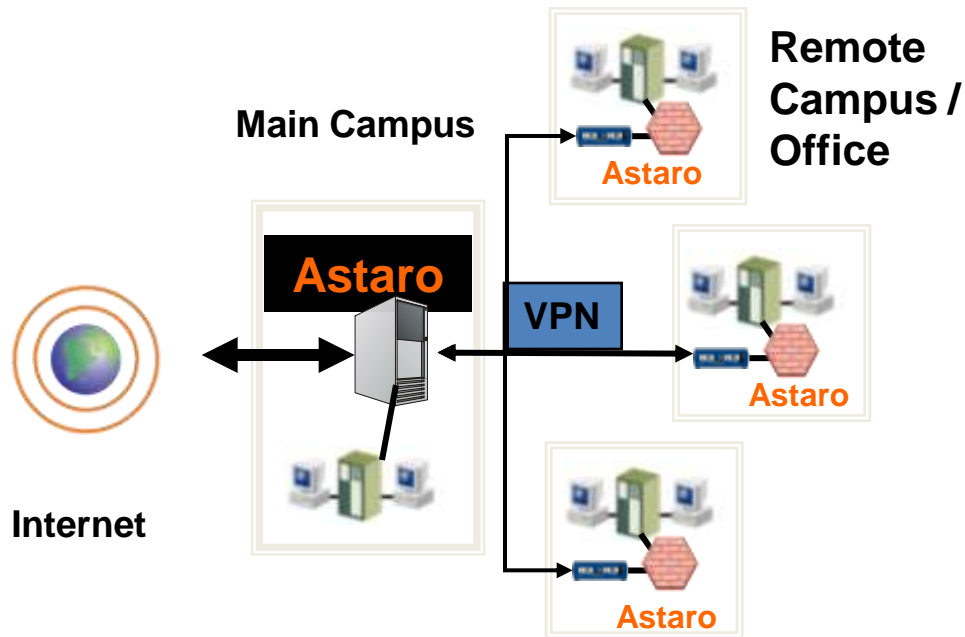 Remote
Campus /
Office
Main Campus
Astaro
Astaro
VPN
Astaro
Internet
Astaro